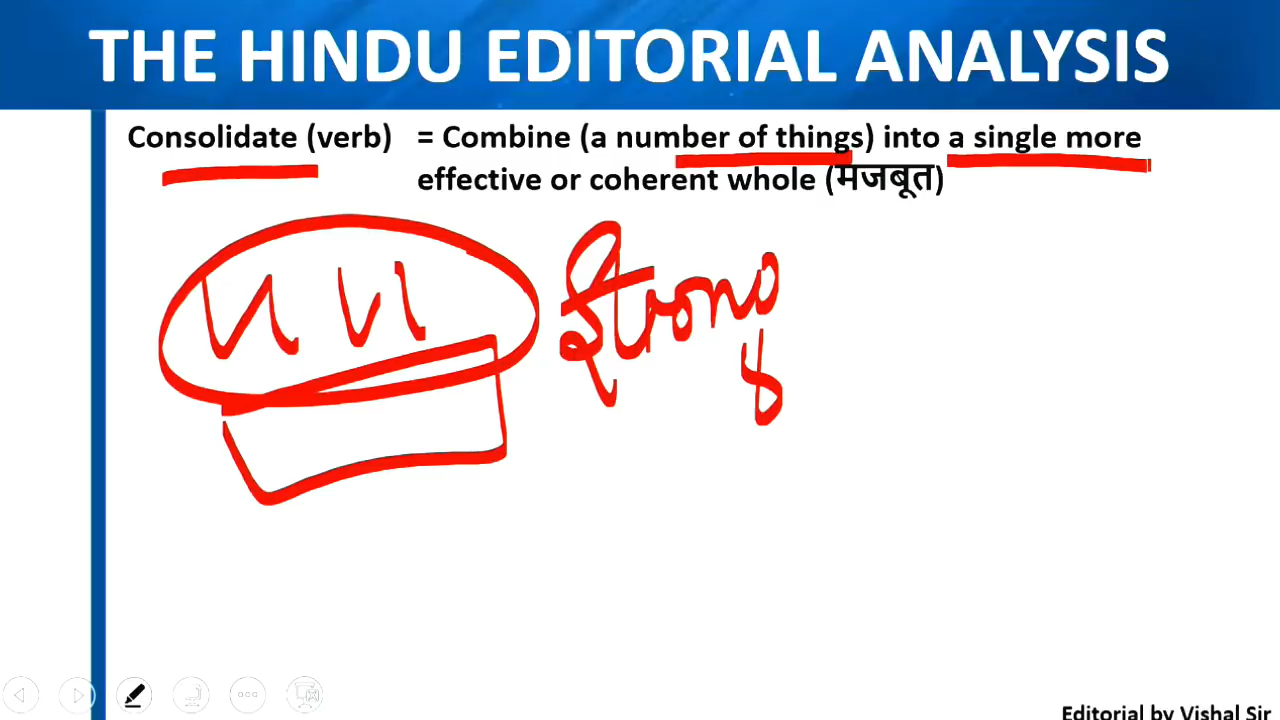 THE HINDU EDITORIAL ANALYSIS
Consolidate (verb) = Combine (a number of things) into a single more
effective or coherent whole (मजबूत)
Strong
Editorial by Vishal Sir